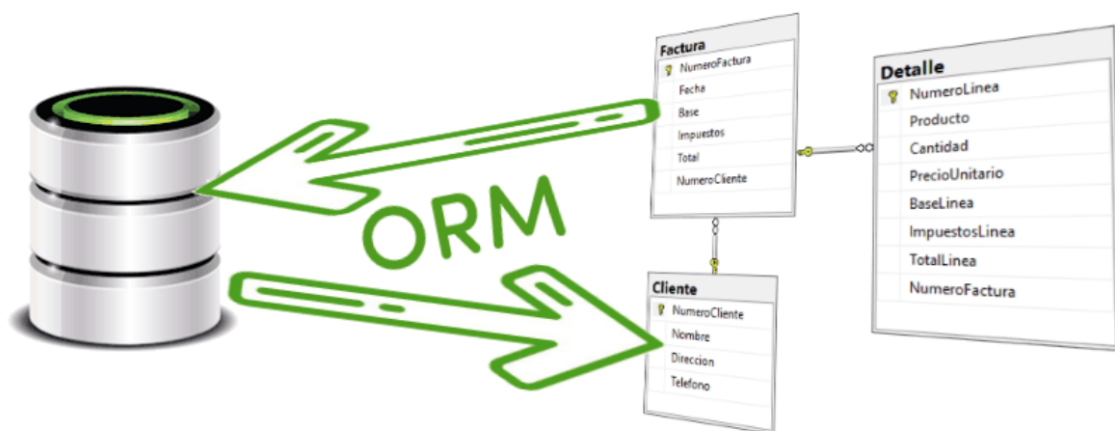 Factura
NumeroFactura
Fecha
Base
Impuestos
Total
NumeroCliente
Detalle
NumeroLinea
Producto
Cantidad
PrecioUnitario
BaseLinea
ImpuestosLinea
TotalLinea
NumeroFactura
ORM
Cliente
NumeroCliente
Nombre
Direccion
Telefono